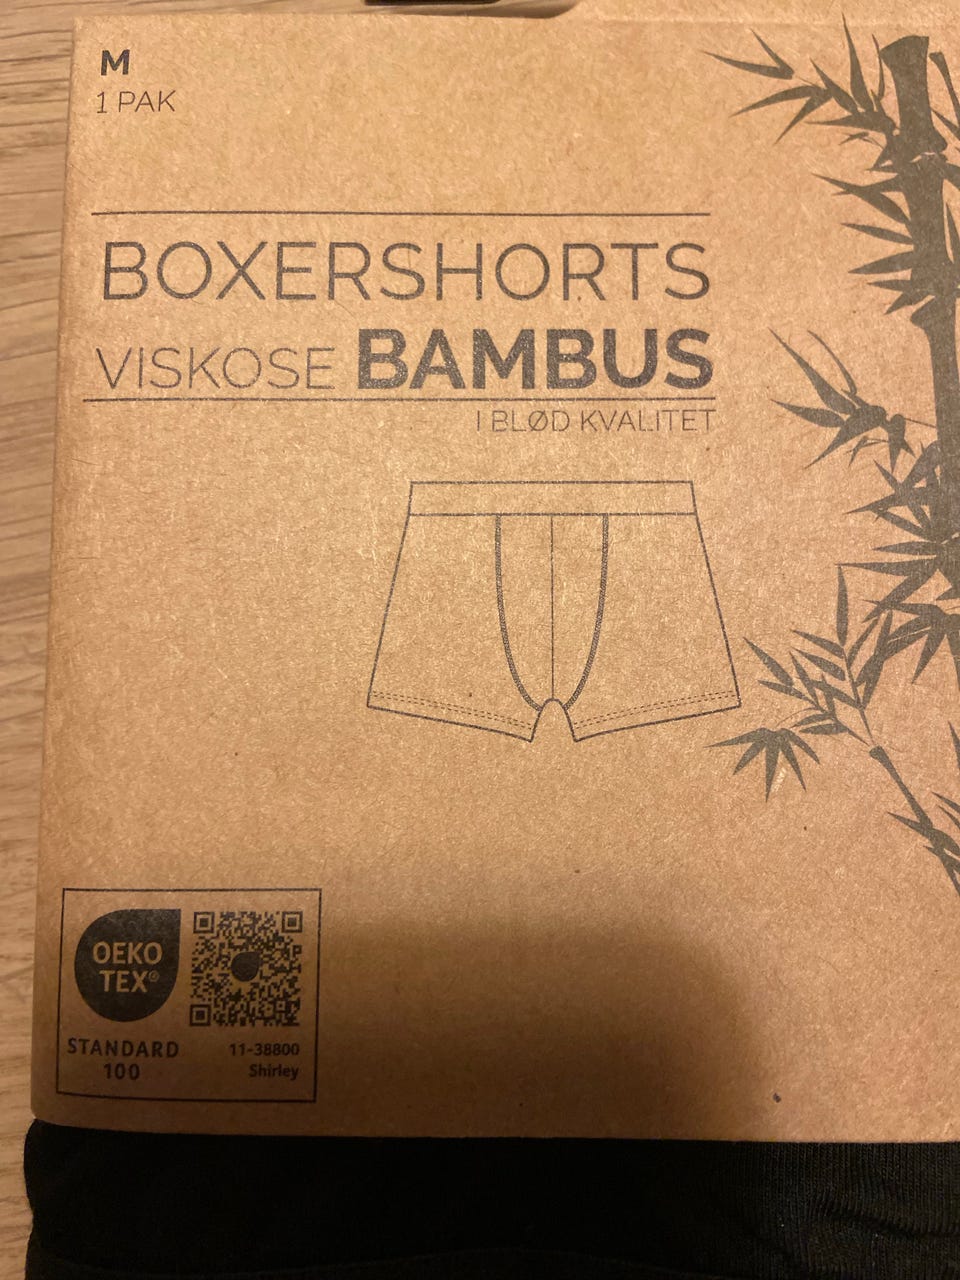 M
1 PAK
BOXERSHORTS
VISKOSE BAMBUS
I BLØD KVALITET
OEKO
TEX®
STANDARD
100
11-38800
Shirley